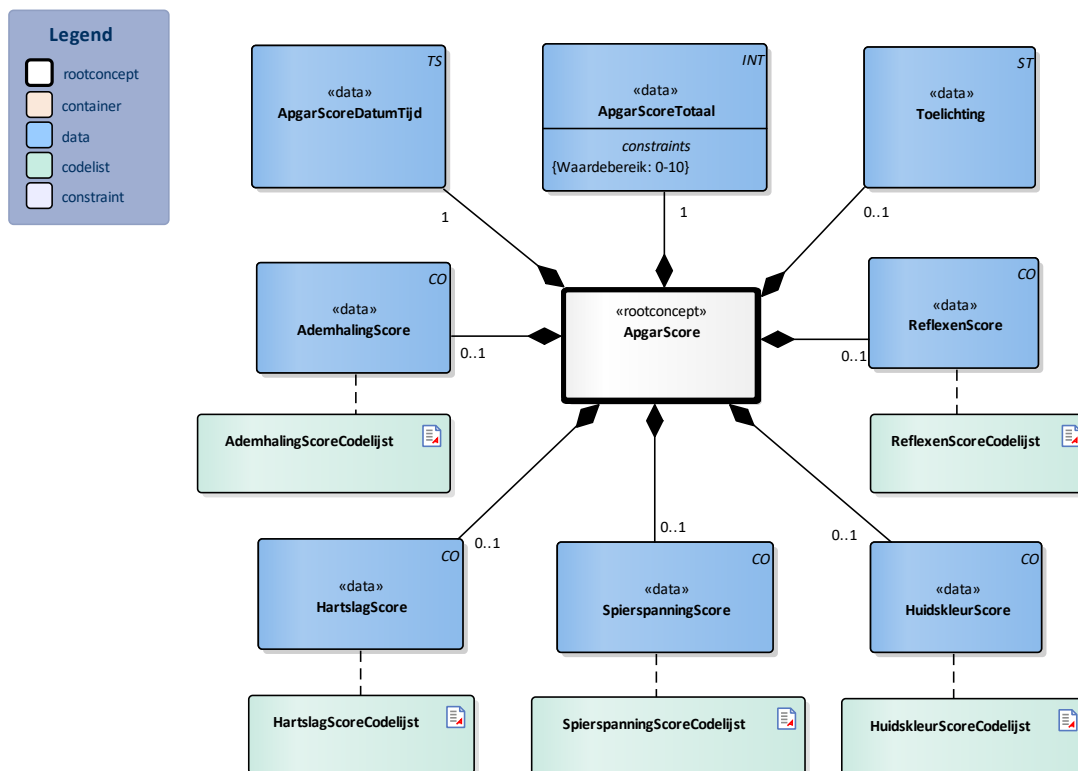 Legend
rootconcept
container
data
codelist
constraint
TS
«data»
ApgarScoreDatumTijd
INT
«data»
ApgarScoreTotaal
constraints
{Waardebereik: 0-10}
ST
«data»
Toelichting
1
1
0..1
CO
«data»
AdemhalingScore
0..1
«rootconcept»
ApgarScore
CO
«data»
ReflexenScore
0..1
AdemhalingScoreCodelijst
ReflexenScoreCodelijst
CO
«data»
HartslagScore
0..1
CO
«data»
SpierspanningScore
0..1
CO
«data»
HuidskleurScore
0..1
HartslagScoreCodelijst
SpierspanningScoreCodelijst
HuidskleurScoreCodelijst